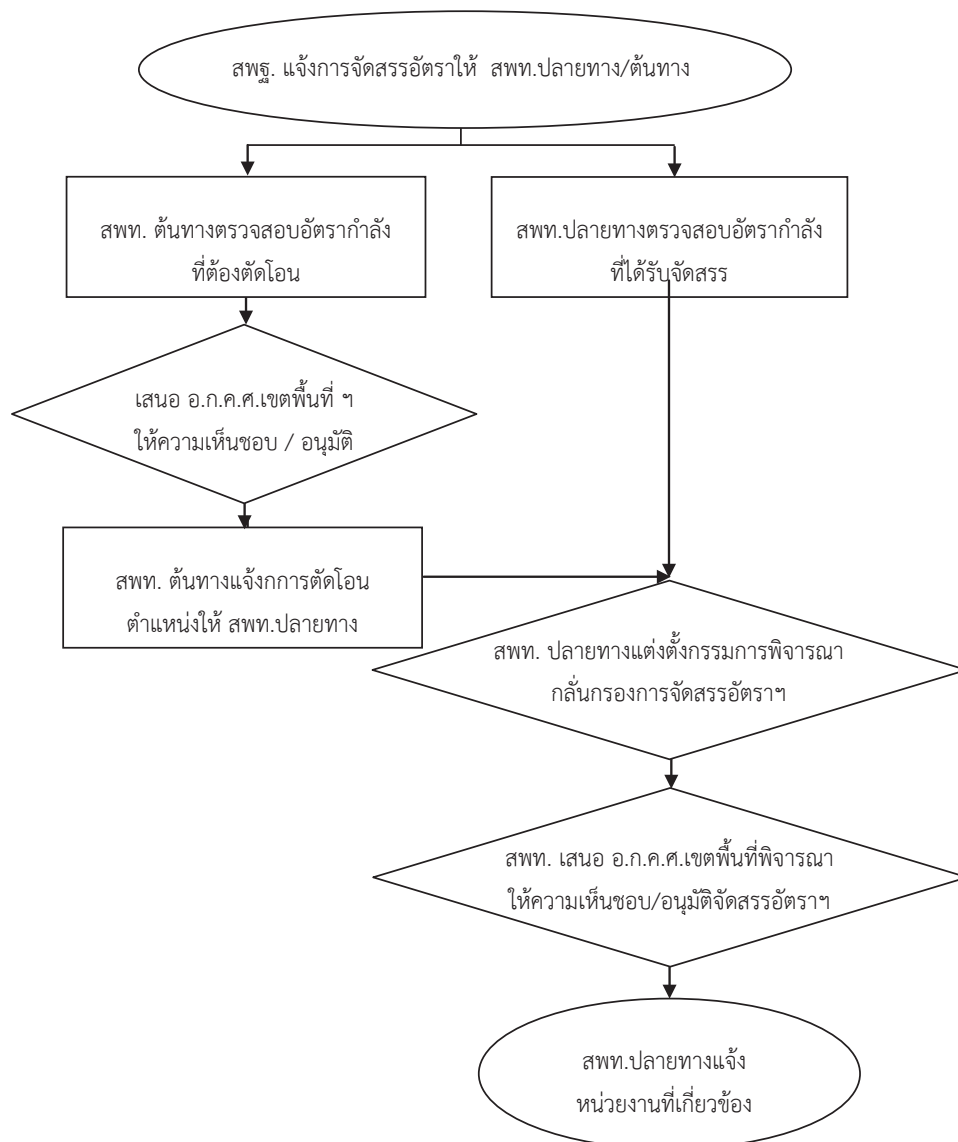 สพฐ. แจ้งการจัดสรรอัตราให้ สพท.ปลายทาง/ต้นทาง
สพท. ต้นทางตรวจสอบอัตรากำลัง
ที่ต้องตัดโอน
สพท.ปลายทางตรวจสอบอัตรากำลัง
ที่ได้รับจัดสรร
เสนอ อ.ก.ค.ศ.เขตพื้นที่ ฯ
ให้ความเห็นชอบ / อนุมัติ
สพท. ต้นทางแจ้งกการตัดโอน
ตำแหน่งให้ สพท.ปลายทาง
สพท. ปลายทางแต่งตั้งกรรมการพิจารณา
กลั่นกรองการจัดสรรอัตราฯ
สพท. เสนอ อ.ก.ค.ศ.เขตพื้นที่พิจารณา
ให้ความเห็นชอบ/อนุมัติจัดสรรอัตราฯ
สพท.ปลายทางแจ้ง
หน่วยงานที่เกี่ยวข้อง